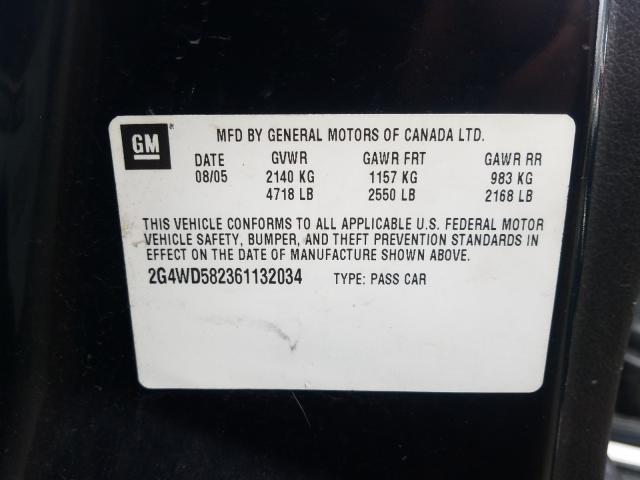 GM
MFD BY GENERAL MOTORS OF CANADA LTD.
DATE GVWR GAWR FRT GAWR RR
08/05 2140 KG 1157 KG 983 KG
4718 LB 2550 LB 2168 LB
THIS VEHICLE CONFORMS TO ALL APPLICABLE U.S. FEDERAL MOTOR
VEHICLE SAFETY, BUMPER, AND THEFT PREVENTION STANDARDS IN
EFFECT ON THE DATE OF MANUFACTURE SHOWN ABOVE.
2G4WD582361132034 TYPE: PASS CAR